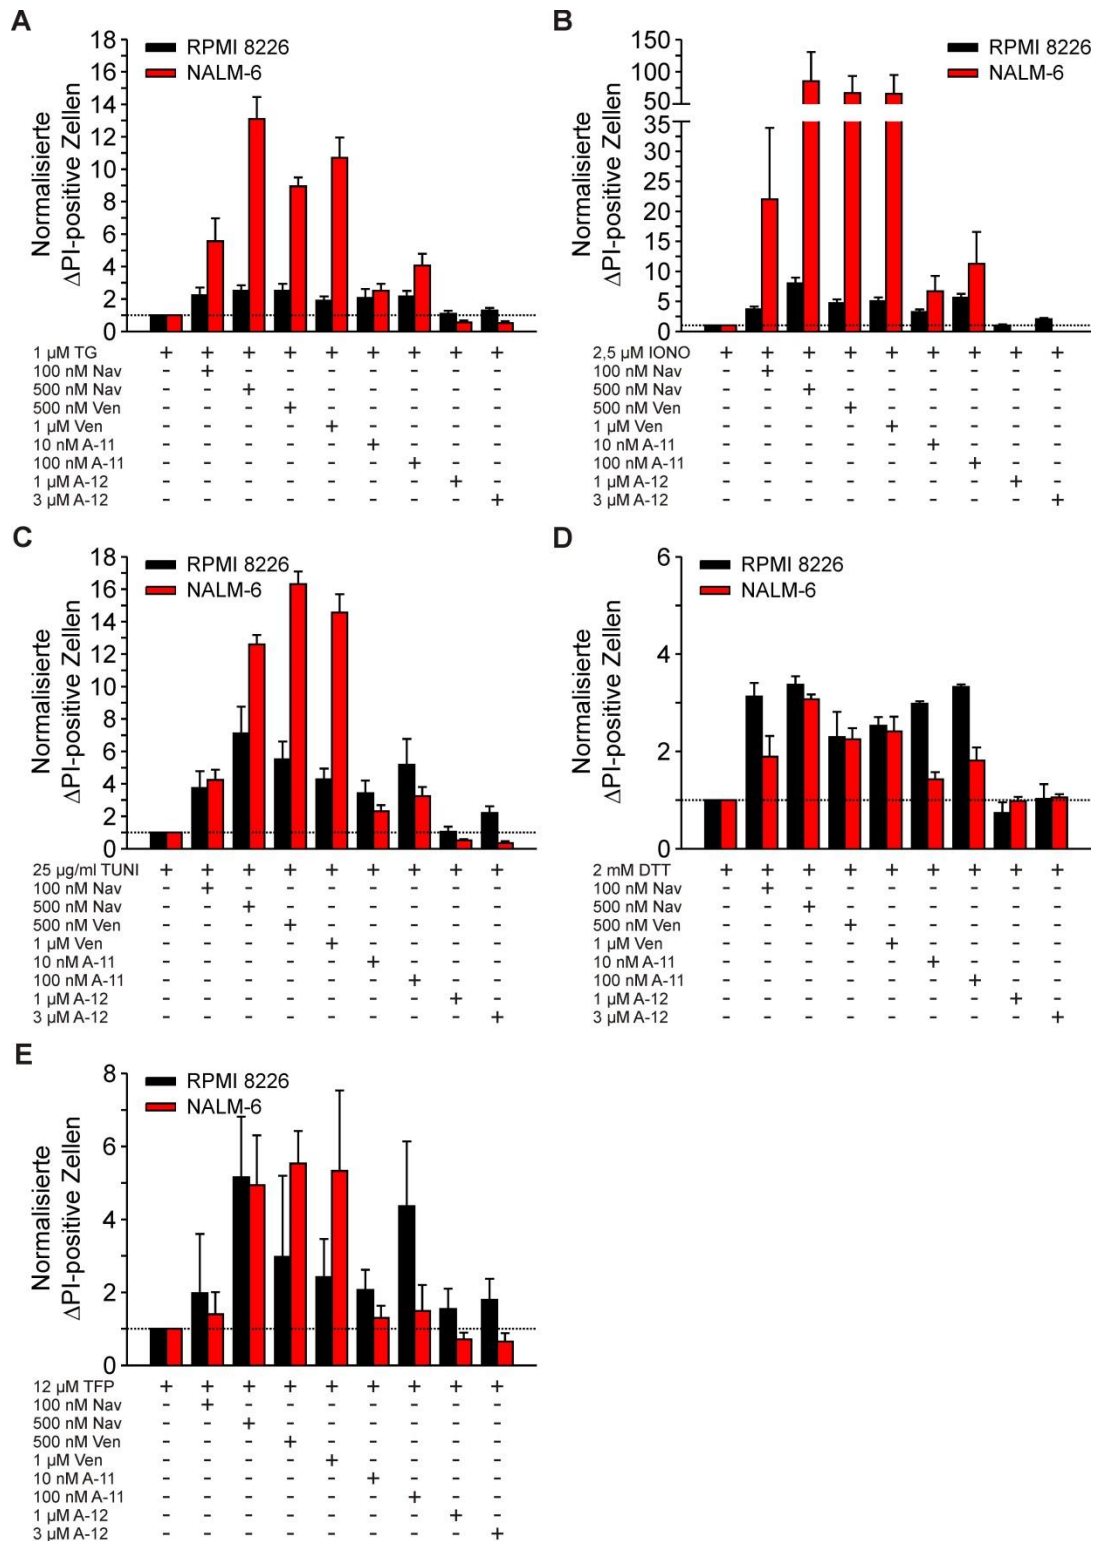 A
18
16
14
12
10
8
6
4
2
0
Normalisierte
ΔPI-positive Zellen
RPMI 8226
NALM-6
1 µM TG + + + + + + + + +
100 nM Nav - + - - - - - - -
500 nM Nav - - + - - - - - -
500 nM Ven - - - + - - - - -
1 µM Ven - - - - + - - - -
10 nM A-11 - - - - - + - - -
100 nM A-11 - - - - - - + - -
1 µM A-12 - - - - - - - + -
3 µM A-12 - - - - - - - - +
B
150
100
50
35
30
25
20
15
10
5
0
Normalisierte
ΔPI-positive Zellen
RPMI 8226
NALM-6
2,5 µM IONO + + + + + + + + +
100 nM Nav - + - - - - - - -
500 nM Nav - - + - - - - - -
500 nM Ven - - - + - - - - -
1 µM Ven - - - - + - - - -
10 nM A-11 - - - - - + - - -
100 nM A-11 - - - - - - + - -
1 µM A-12 - - - - - - - + -
3 µM A-12 - - - - - - - - +
C
18
16
14
12
10
8
6
4
2
0
Normalisierte
ΔPI-positive Zellen
RPMI 8226
NALM-6
25 µg/ml TUNI + + + + + + + + +
100 nM Nav - + - - - - - - -
500 nM Nav - - + - - - - - -
500 nM Ven - - - + - - - - -
1 µM Ven - - - - + - - - -
10 nM A-11 - - - - - + - - -
100 nM A-11 - - - - - - + - -
1 µM A-12 - - - - - - - + -
3 µM A-12 - - - - - - - - +
D
6
4
2
0
Normalisierte
ΔPI-positive Zellen
RPMI 8226
NALM-6
2 mM DTT + + + + + + + + +
100 nM Nav - + - - - - - - -
500 nM Nav - - + - - - - - -
500 nM Ven - - - + - - - - -
1 µM Ven - - - - + - - - -
10 nM A-11 - - - - - + - - -
100 nM A-11 - - - - - - + - -
1 µM A-12 - - - - - - - + -
3 µM A-12 - - - - - - - - +
E
8
6
4
2
0
Normalisierte
ΔPI-positive Zellen
RPMI 8226
NALM-6
12 µM TFP + + + + + + + + +
100 nM Nav - + - - - - - - -
500 nM Nav - - + - - - - - -
500 nM Ven - - - + - - - - -
1 µM Ven - - - - + - - - -
10 nM A-11 - - - - - + - - -
100 nM A-11 - - - - - - + - -
1 µM A-12 - - - - - - - + -
3 µM A-12 - - - - - - - - +